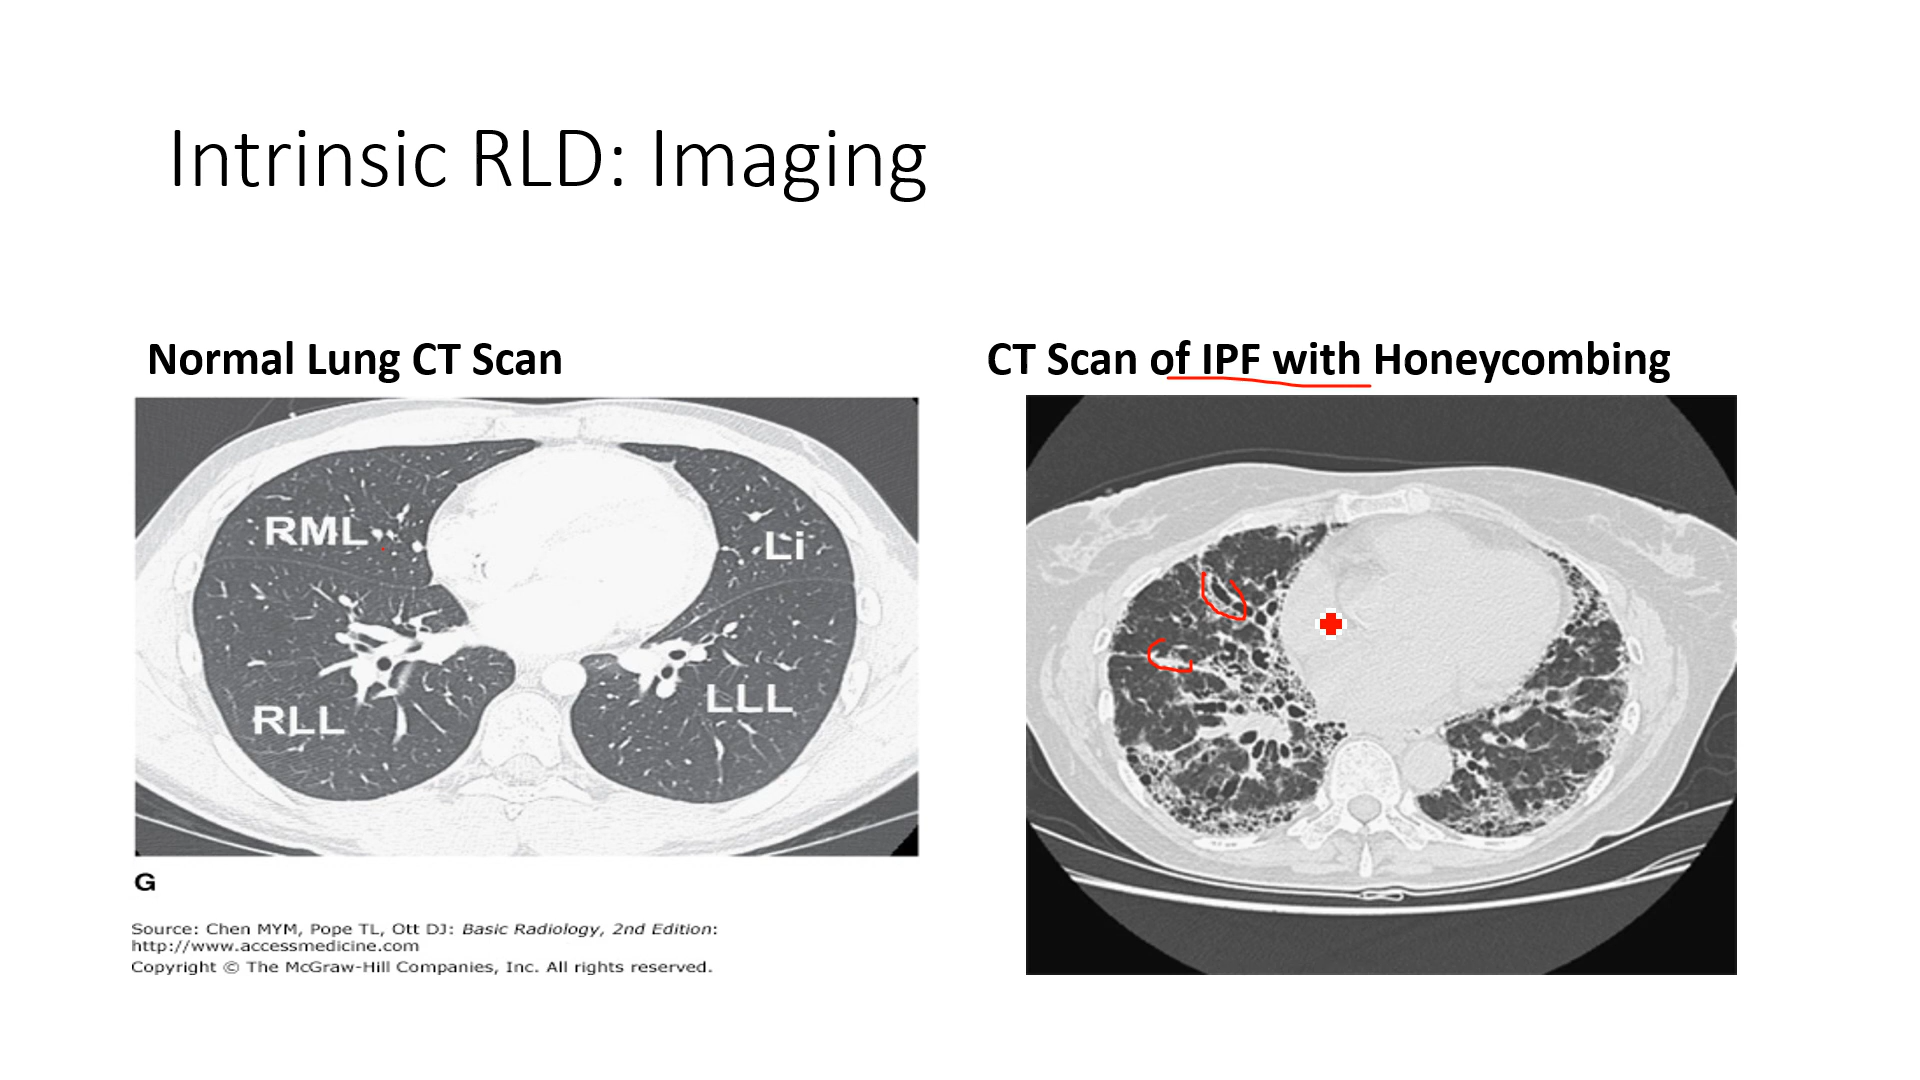 Intrinsic RLD: Imaging
Normal Lung CT Scan
CT Scan of IPF with Honeycombing
RML
Li
RLL
LLL
G
Source: Chen MYM, Pope TL, Ott DJ: Basic Radiology, 2nd Edition:
http://www.accessmedicine.com
Copyright © The McGraw-Hill Companies, Inc. All rights reserved.